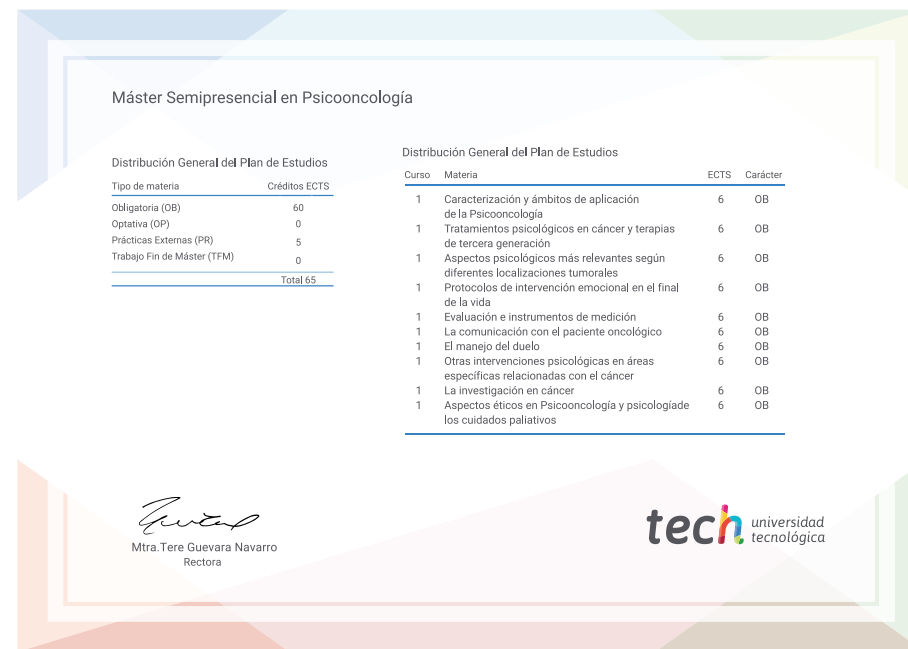 Máster Semipresencial en Psicooncología
Distribución General del Plan de Estudios
Tipo de materia Créditos ECTS
Obligatoria (OB) 60
Optativa (OP) 0
Prácticas Externas (PR) 5
Trabajo Fin de Máster (TFM) 0
Total 65
Distribución General del Plan de Estudios
Curso Materia ECTS Carácter
1 Caracterización y ámbitos de aplicación 6 OB
de la Psicooncología
1 Tratamientos psicológicos en cáncer y terapias 6 OB
de tercera generación
1 Aspectos psicológicos más relevantes según 6 OB
diferentes localizaciones tumorales
1 Protocolos de intervención emocional en el final 6 OB
de la vida
1 Evaluación e instrumentos de medición 6 OB
1 La comunicación con el paciente oncológico 6 OB
1 El manejo del duelo 6 OB
1 Otras intervenciones psicológicas en áreas 6 OB
específicas relacionadas con el cáncer
1 La investigación en cáncer 6 OB
1 Aspectos éticos en Psicooncología y psicologíade 6 OB
los cuidados paliativos
Mtra.Tere Guevara Navarro
Rectora
tech universidad
tecnológica